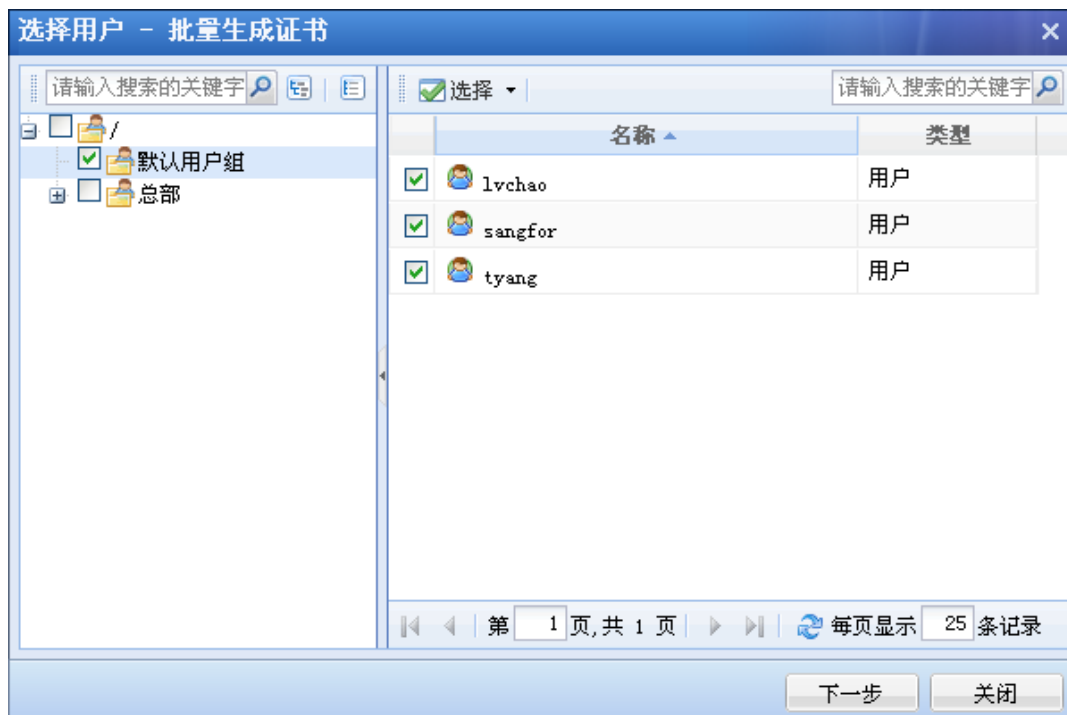 选择用户 - 批量生成证书
请输入搜索的关键字
选择
请输入搜索的关键字
/
默认用户组
总部
名称 类型
lvchao 用户
sangfor 用户
tyang 用户
第 1 页,共 1 页 每页显示 25 条记录
下一步 关闭